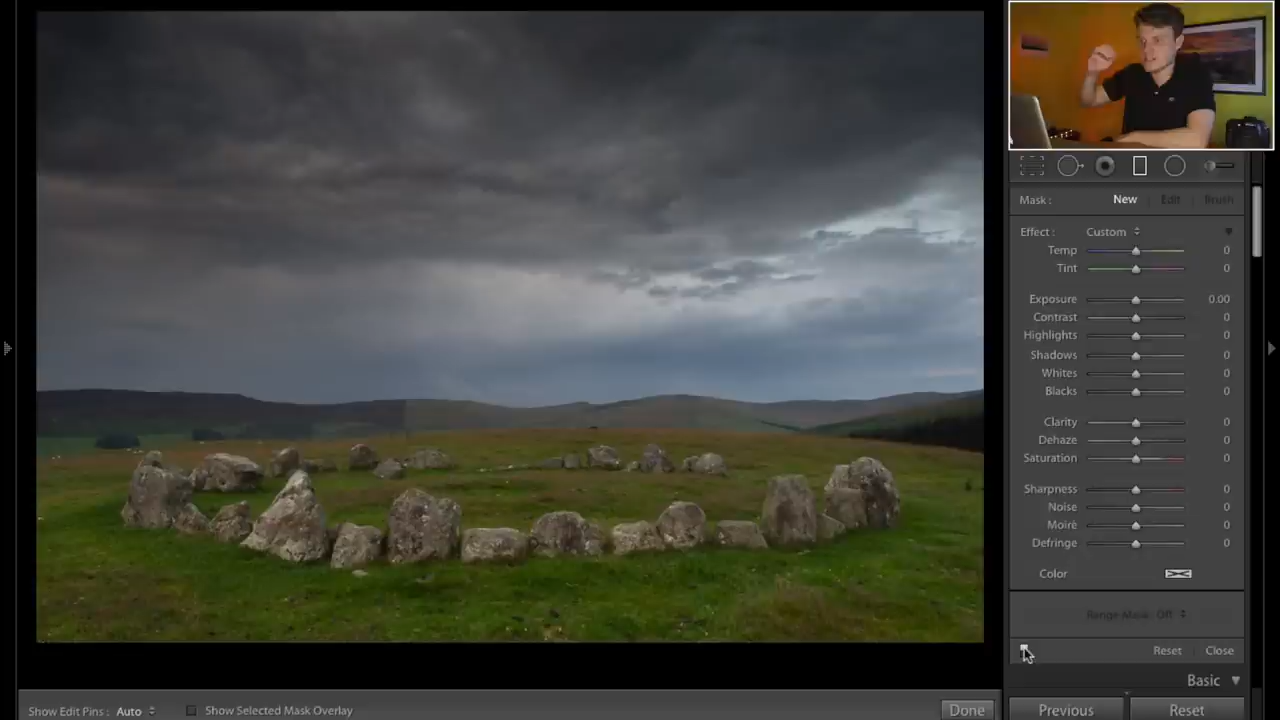 Mask : New Edit Brush
Effect : Custom
Temp 0
Tint 0
Exposure 0.00
Contrast 0
Highlights 0
Shadows 0
Whites 0
Blacks 0
Clarity 0
Dehaze 0
Saturation 0
Sharpness 0
Noise 0
Moirè 0
Defringe 0
Color
Range Mask: Off
Reset Close
Basic
Show Edit Pins : Auto Show Selected Mask Overlay Done Previous Reset